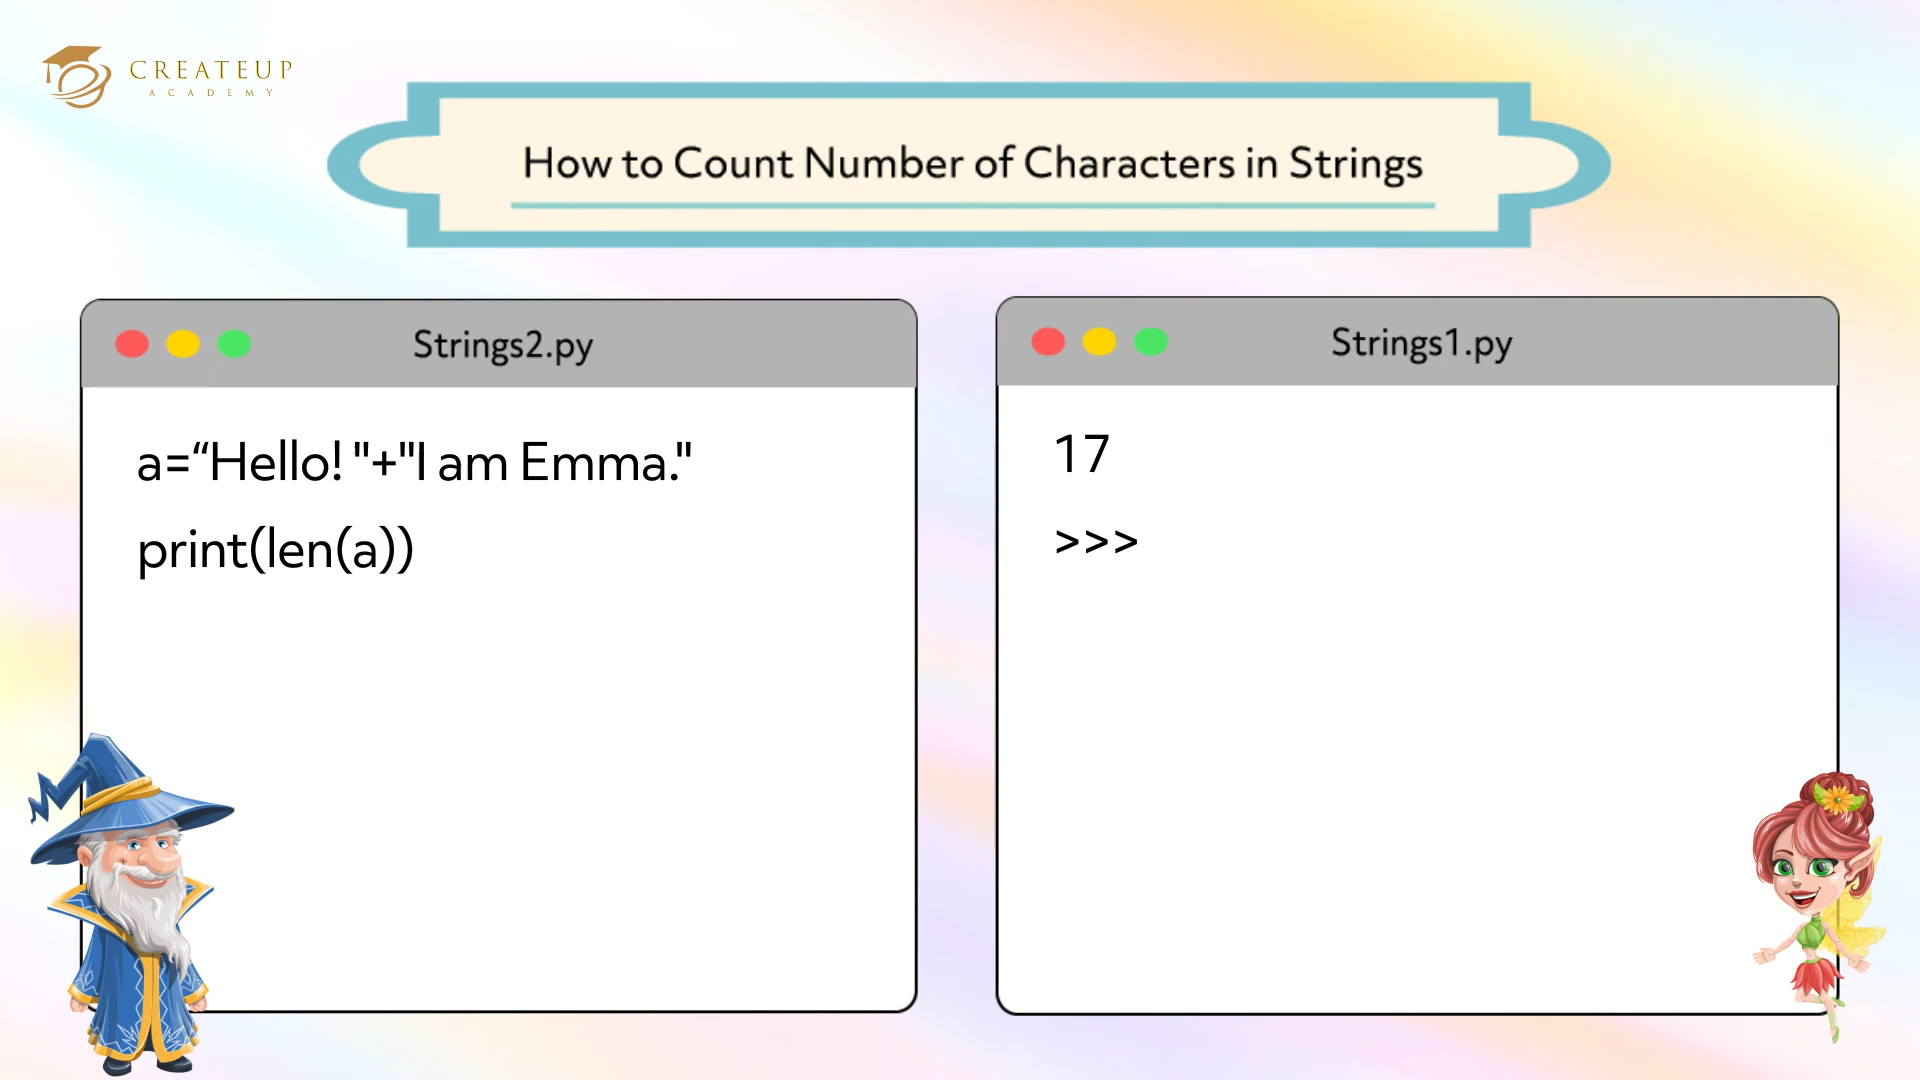 CREATEUP
ACADEMY
How to Count Number of Characters in Strings
Strings2.py
a=“Hello! "+"I am Emma."
print(len(a))
Strings1.py
17
>>>